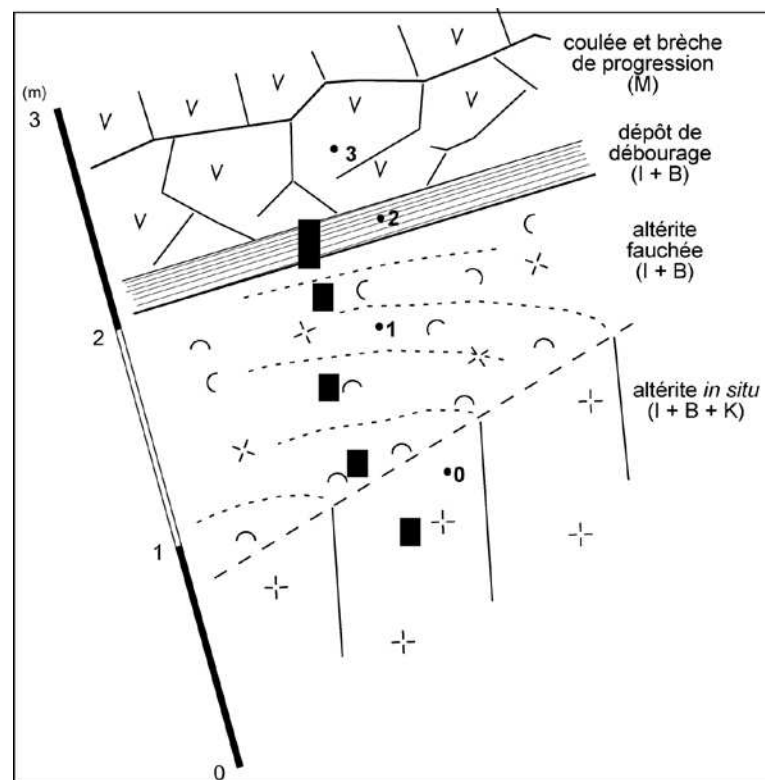 coulée et brèche
de progression
(M)
(m)
3
V V V V V
V V V V V
3
dépôt de
débourage
(I + B)
2
altérite
fauchée
(I + B)
1
2
altérite in situ
(I + B + K)
0
1
0